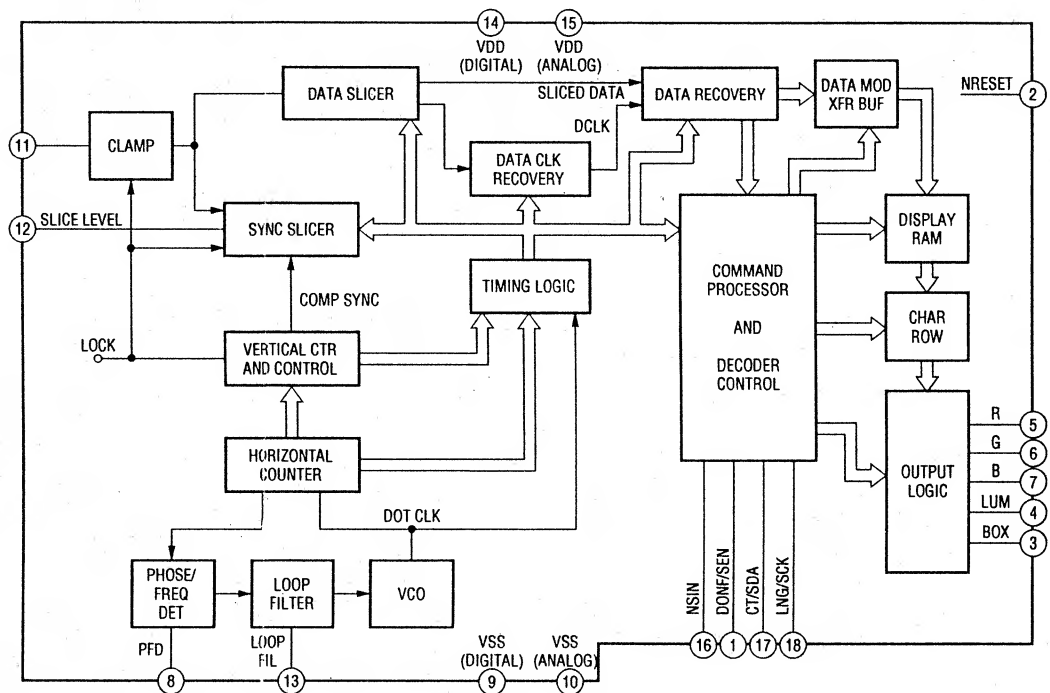 14
15
VDD
(DIGITAL)
VDD
(ANALOG)
DATA SLICER
SLICED DATA
DATA RECOVERY
DATA MOD
XFR BUF
NRESET
2
11
CLAMP
DCLK
DATA CLK
RECOVERY
12
SLICE LEVEL
SYNC SLICER
DISPLAY
RAM
COMMAND
PROCESSOR
AND
DECODER
CONTROL
TIMING LOGIC
COMP SYNC
CHAR
ROW
LOCK
VERTICAL CTR
AND CONTROL
HORIZONTAL
COUNTER
OUTPUT
LOGIC
R
5
G
6
B
7
LUM
4
BOX
3
DOT CLK
PHOSE/
FREQ
DET
LOOP
FILTER
VCO
NSIN
DONF/SEN
CT/SDA
LNG/SCK
PFD
LOOP
FIL
VSS
(DIGITAL)
VSS
(ANALOG)
16
1
17
18
8
13
9
10